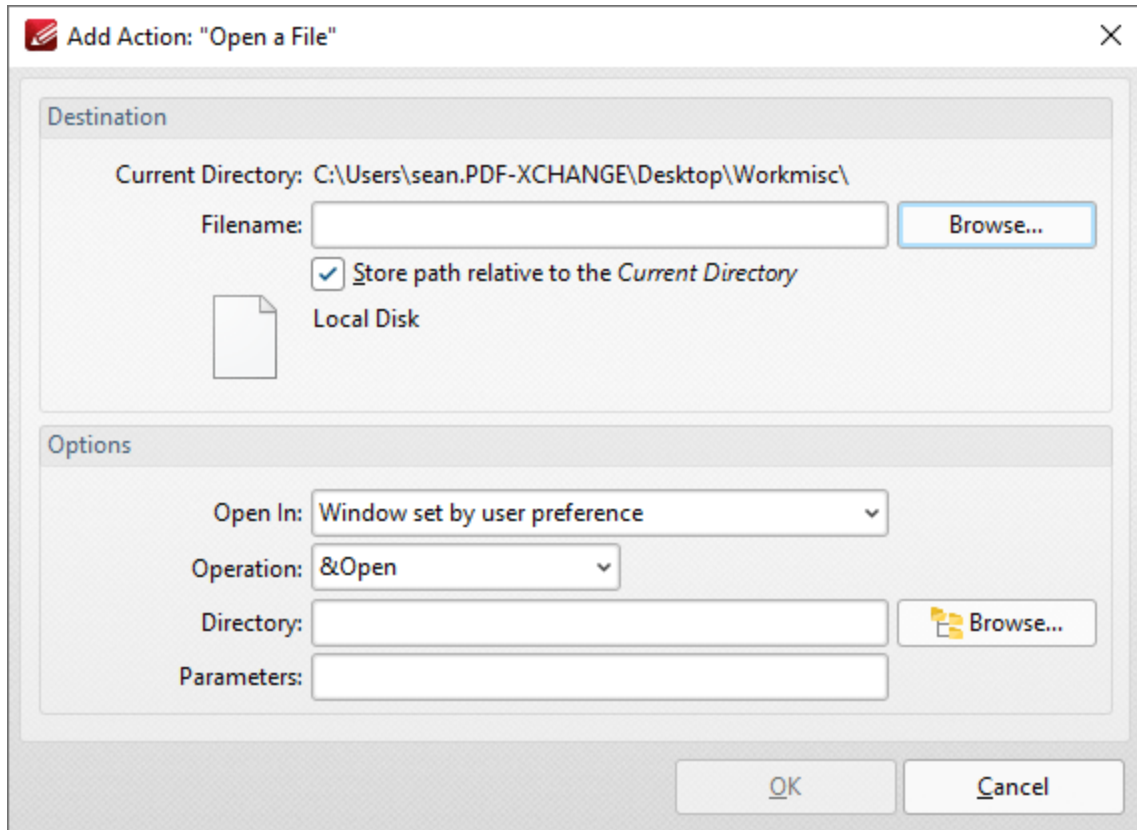 Add Action: "Open a File"
Destination
Current Directory: C:\Users\sean.PDF-XCHANGE\Desktop\Workmisc\
Filename: Browse...
Store path relative to the Current Directory
Local Disk
Options
Open In: Window set by user preference
Operation: &Open
Directory: Browse...
Parameters:
OK Cancel